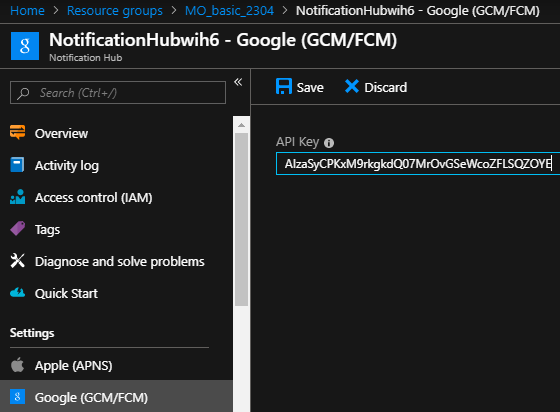 Home > Resource groups > MO_basic_2304 > NotificationHubwih6 - Google (GCM/FCM)
NotificationHubwih6 - Google (GCM/FCM)
Notification Hub
Search (Ctrl+/)
Overview
Activity log
Access control (IAM)
Tags
Diagnose and solve problems
Quick Start
Settings
Apple (APNS)
Google (GCM/FCM)
Save Discard
API Key
AIzaSyCPKxM9rkgkdQ07MrOvGSeWcoZFLSQZOYE